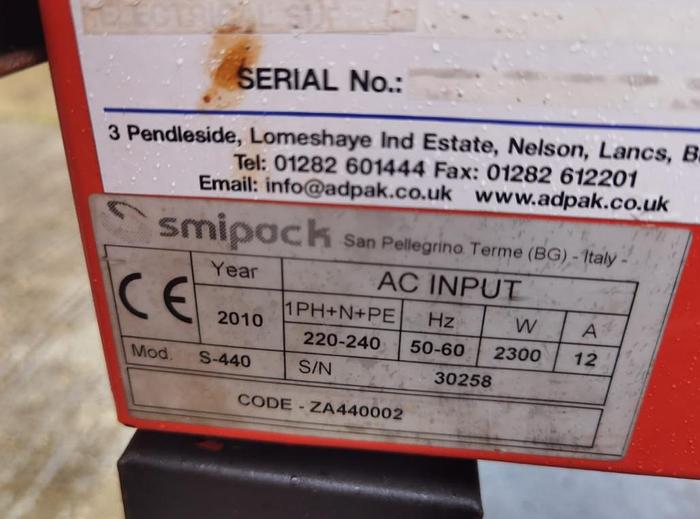 ELECTRICAL SUPPLY
SERIAL No.:
3 Pendleside, Lomeshaye Ind Estate, Nelson, Lancs,
Tel: 01282 601444 Fax: 01282 612201
Email: info@adpak.co.uk www.adpak.co.uk
smipack San Pellegrino Terme (BG) - Italy -
CE Year AC INPUT
2010 1PH+N+PE Hz W A
220-240 50-60 2300 12
Mod. S-440 S/N 30258
CODE - ZA440002